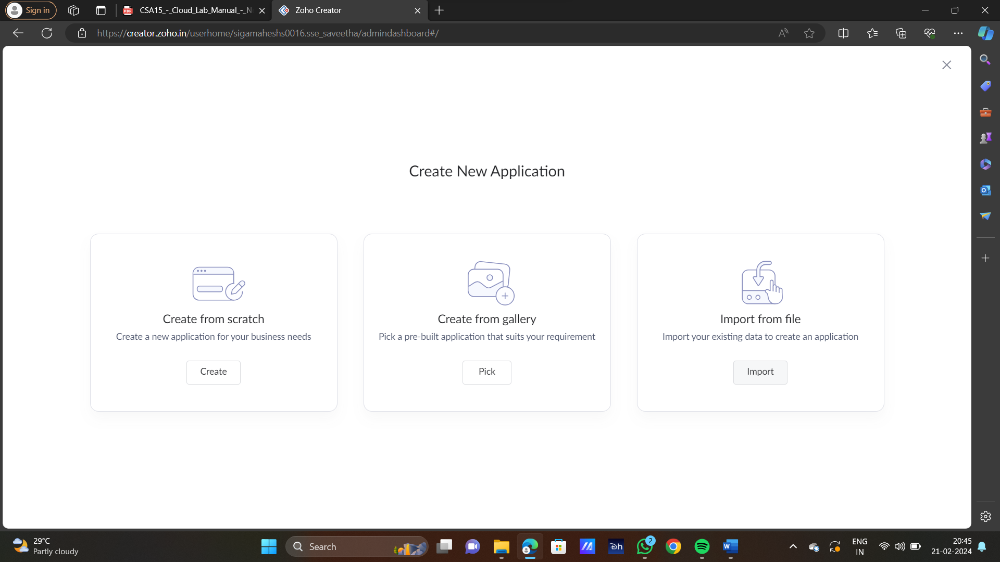 Sign in
CSA15_-_Cloud_Lab_Manual_-_N
Zoho Creator
https://creator.zoho.in/userhome/sigamaheshs0016.sse_saveetha/admindashboard#/
Create New Application
Create from scratch
Create a new application for your business needs
Create
Create from gallery
Pick a pre-built application that suits your requirement
Pick
Import from file
Import your existing data to create an application
Import
29°C
Partly cloudy
Search
2
ENG
IN
20:45
21-02-2024